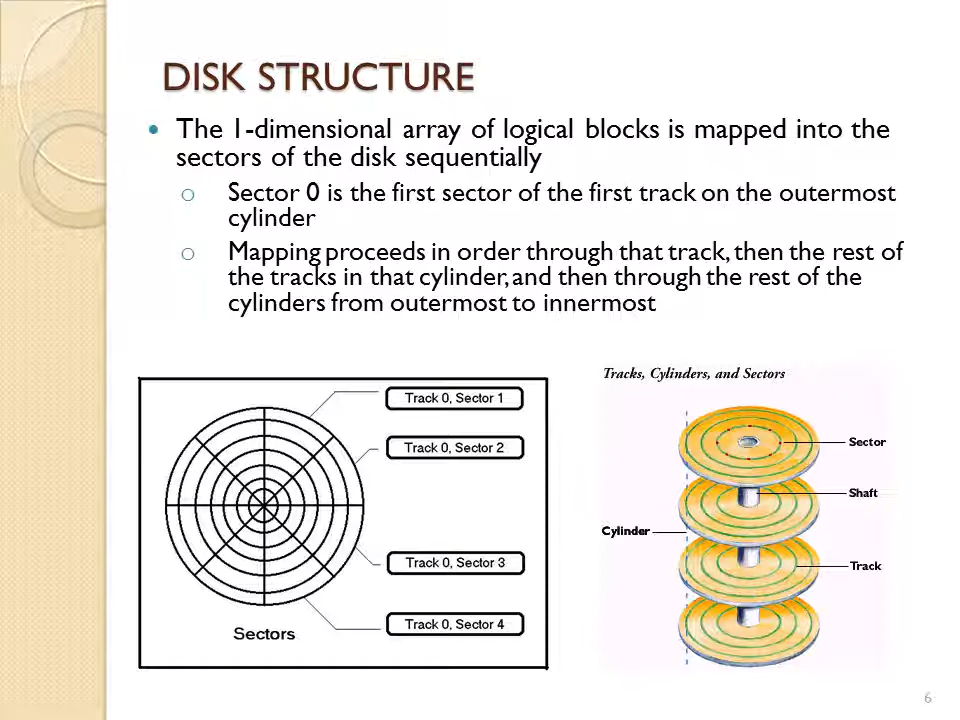 DISK STRUCTURE
• The 1-dimensional array of logical blocks is mapped into the
sectors of the disk sequentially
o Sector 0 is the first sector of the first track on the outermost
cylinder
o Mapping proceeds in order through that track, then the rest of
the tracks in that cylinder, and then through the rest of the
cylinders from outermost to innermost
Track 0, Sector 1
Track 0, Sector 2
Track 0, Sector 3
Track 0, Sector 4
Sectors
Tracks, Cylinders, and Sectors
Sector
Shaft
Cylinder
Track
6